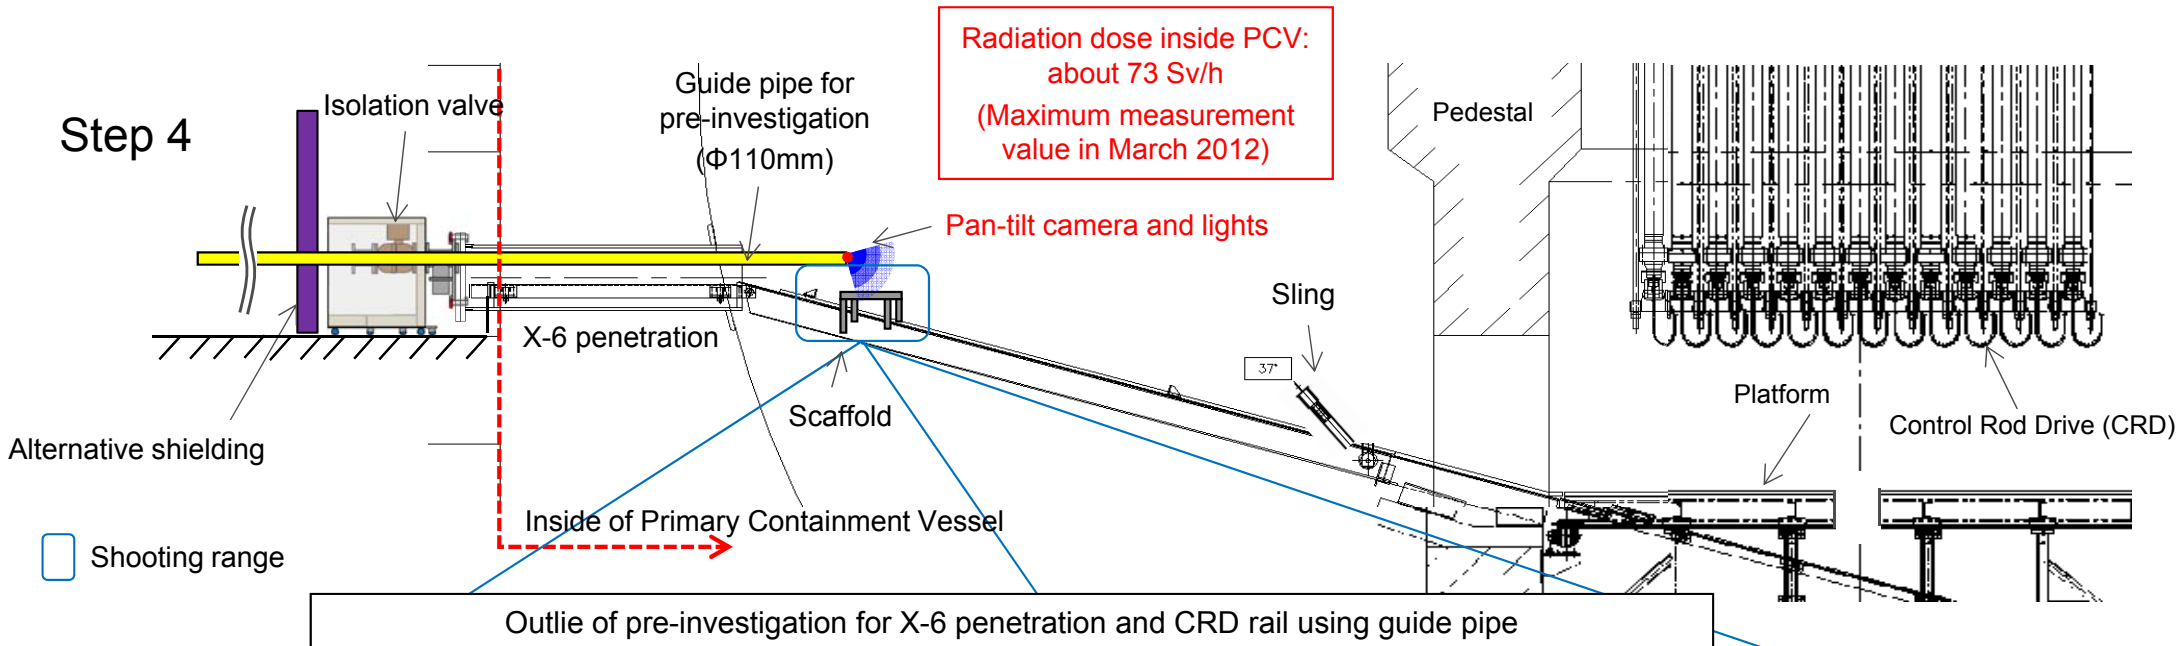 Step 4
Isolation valve
Guide pipe for
pre-investigation
(Φ110mm)
Radiation dose inside PCV:
about 73 Sv/h
(Maximum measurement
value in March 2012)
Pedestal
Pan-tilt camera and lights
Sling
X-6 penetration
37°
Scaffold
Platform
Control Rod Drive (CRD)
Alternative shielding
Inside of Primary Containment Vessel
Shooting range
Outlie of pre-investigation for X-6 penetration and CRD rail using guide pipe